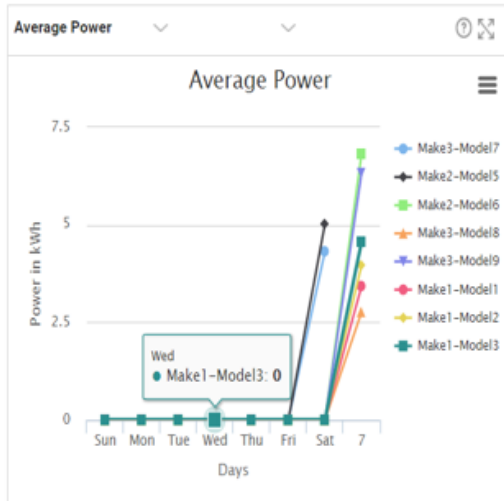 Average Power
Average Power
7.5
5
2.5
0
Power in kWh
Wed
Make1-Model3: 0
Sun Mon Tue Wed Thu Fri Sat 7
Days
Make3-Model7
Make2-Model5
Make2-Model6
Make3-Model8
Make3-Model9
Make1-Model1
Make1-Model2
Make1-Model3